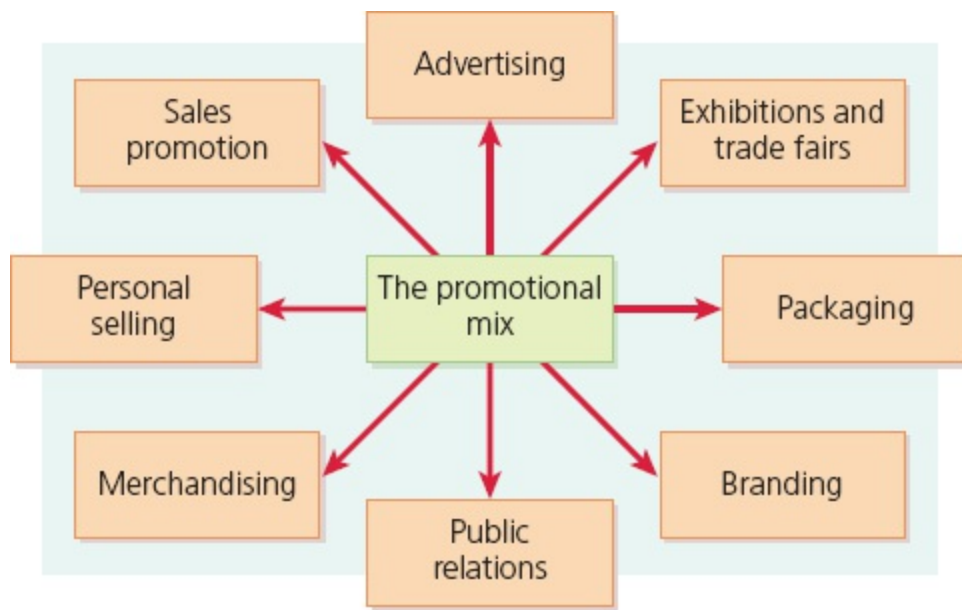 Advertising
Sales
promotion
Exhibitions and
trade fairs
Personal
selling
The promotional
mix
Packaging
Merchandising
Public
relations
Branding